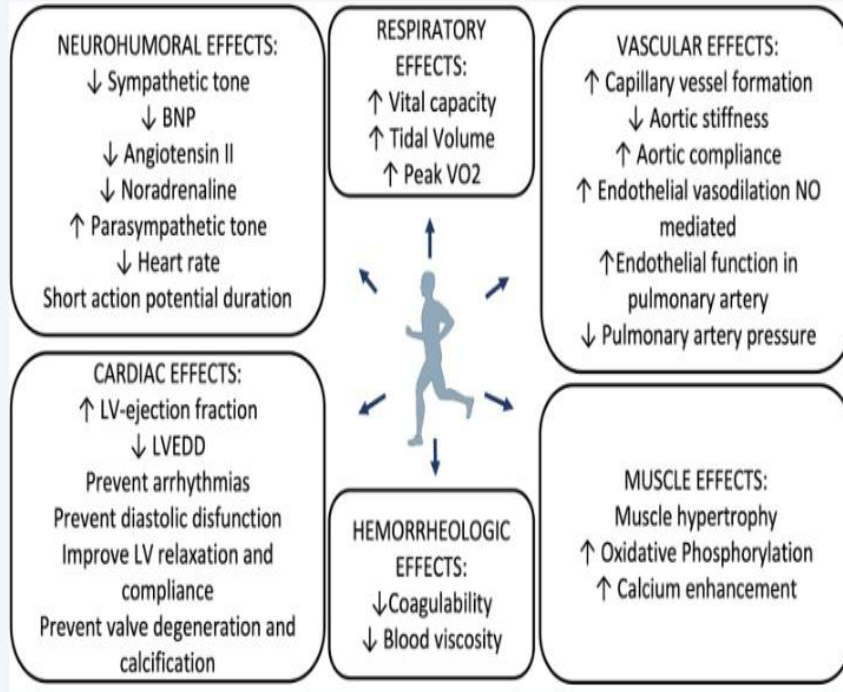 NEUROHUMORAL EFFECTS:
↓ Sympathetic tone
↓ BNP
↓ Angiotensin II
↓ Noradrenaline
↑ Parasympathetic tone
↓ Heart rate
Short action potential duration
RESPIRATORY
EFFECTS:
↑ Vital capacity
↑ Tidal Volume
↑ Peak VO2
VASCULAR EFFECTS:
↑ Capillary vessel formation
↓ Aortic stiffness
↑ Aortic compliance
↑ Endothelial vasodilation NO
mediated
↑Endothelial function in
pulmonary artery
↓ Pulmonary artery pressure
CARDIAC EFFECTS:
↑ LV-ejection fraction
↓ LVEDD
Prevent arrhythmias
Prevent diastolic disfunction
Improve LV relaxation and
compliance
Prevent valve degeneration and
calcification
HEMORRHEOLOGIC
EFFECTS:
↓Coagulability
↓ Blood viscosity
MUSCLE EFFECTS:
Muscle hypertrophy
↑ Oxidative Phosphorylation
↑ Calcium enhancement